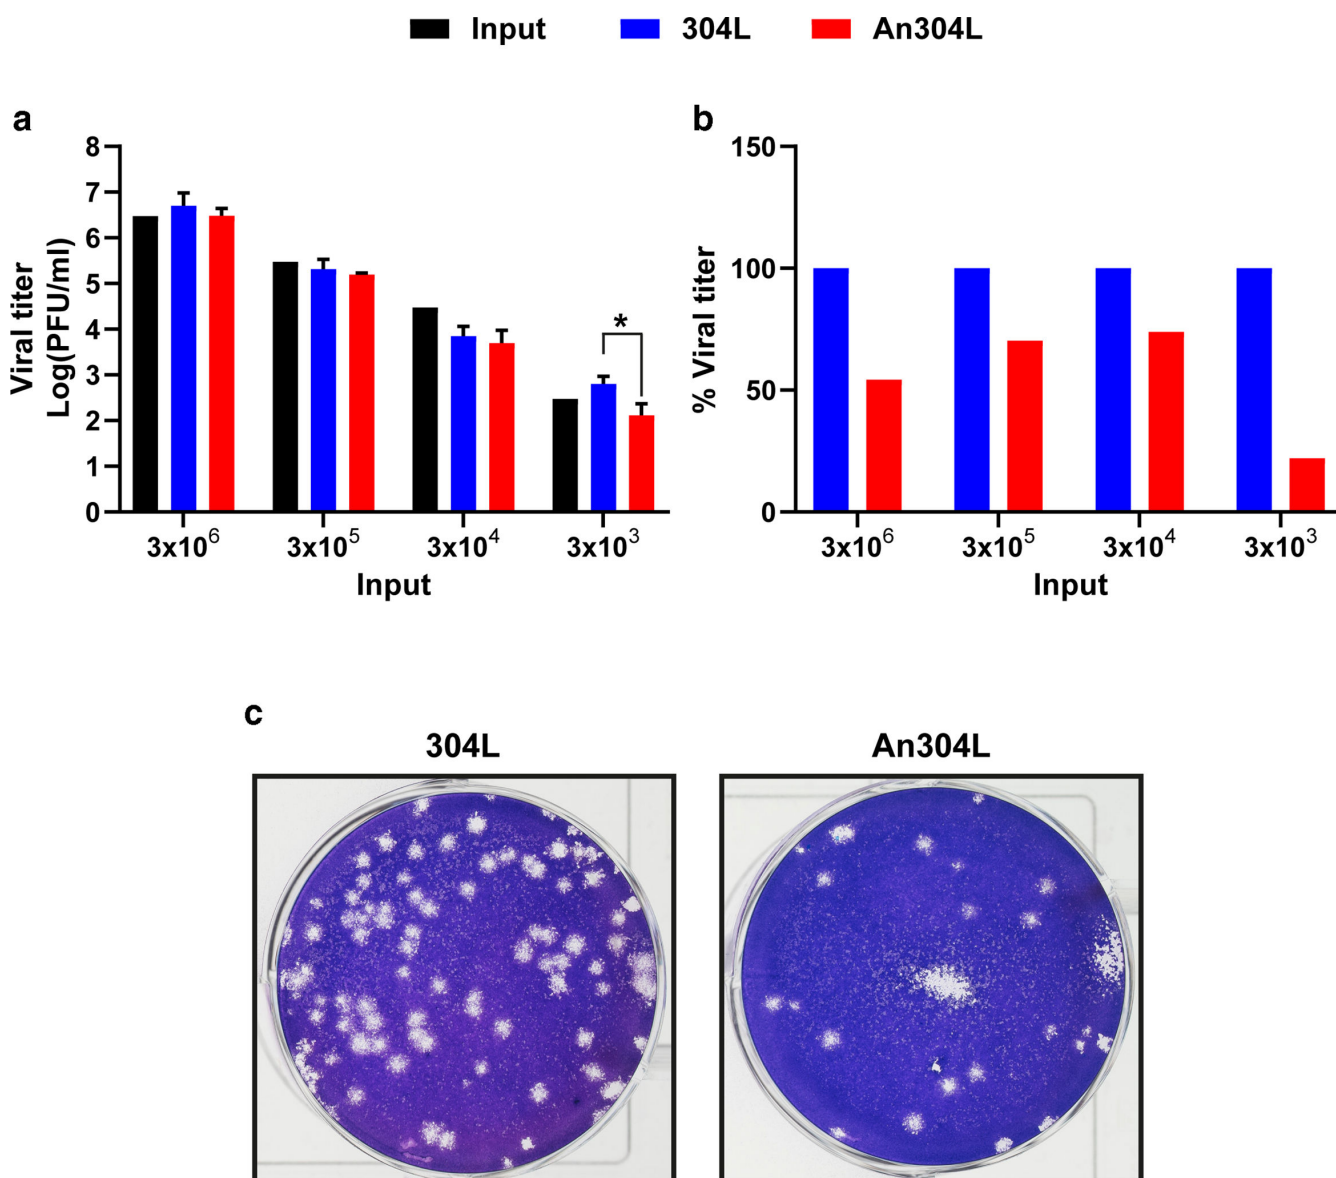 Input 304L An304L
a
8
7
6
5
4
3
2
1
0
Viral titer
Log(PFU/ml)
*
3x10⁶ 3x10⁵ 3x10⁴ 3x10³
Input
b
150
100
50
0
% Viral titer
3x10⁶ 3x10⁵ 3x10⁴ 3x10³
Input
c
304L An304L